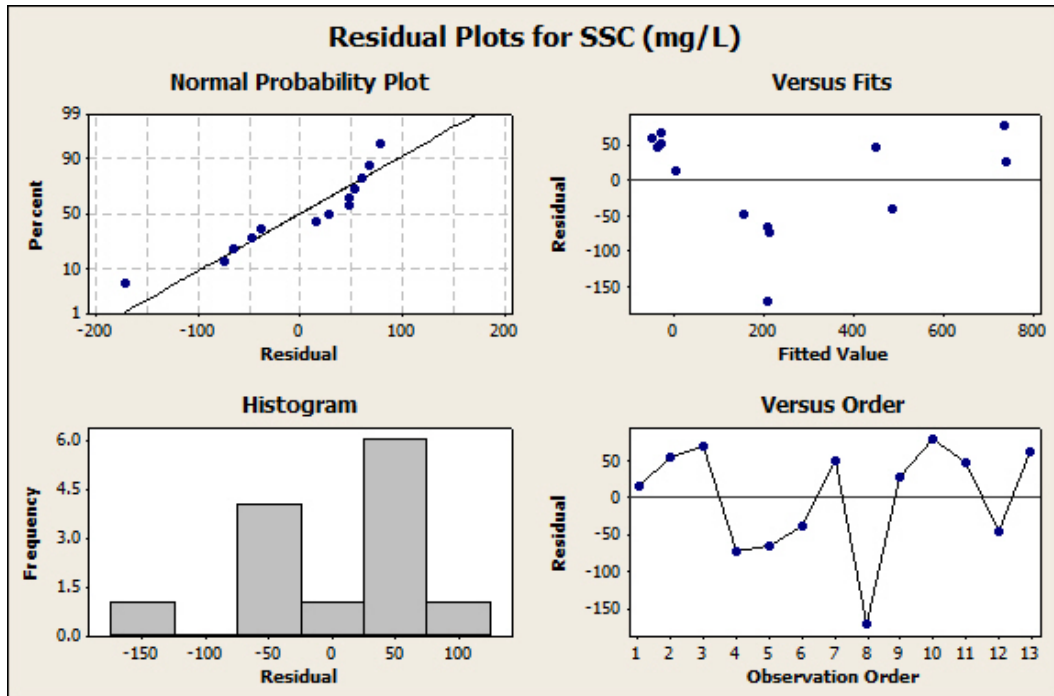 Residual Plots for SSC (mg/L)
Normal Probability Plot
99
90
50
10
1
Percent
-200 -100 0 100 200
Residual
Versus Fits
50
0
-50
-100
-150
Residual
0 200 400 600 800
Fitted Value
Histogram
6.0
4.5
3.0
1.5
0.0
Frequency
-150 -100 -50 0 50 100
Residual
Versus Order
50
0
-50
-100
-150
Residual
1 2 3 4 5 6 7 8 9 10 11 12 13
Observation Order